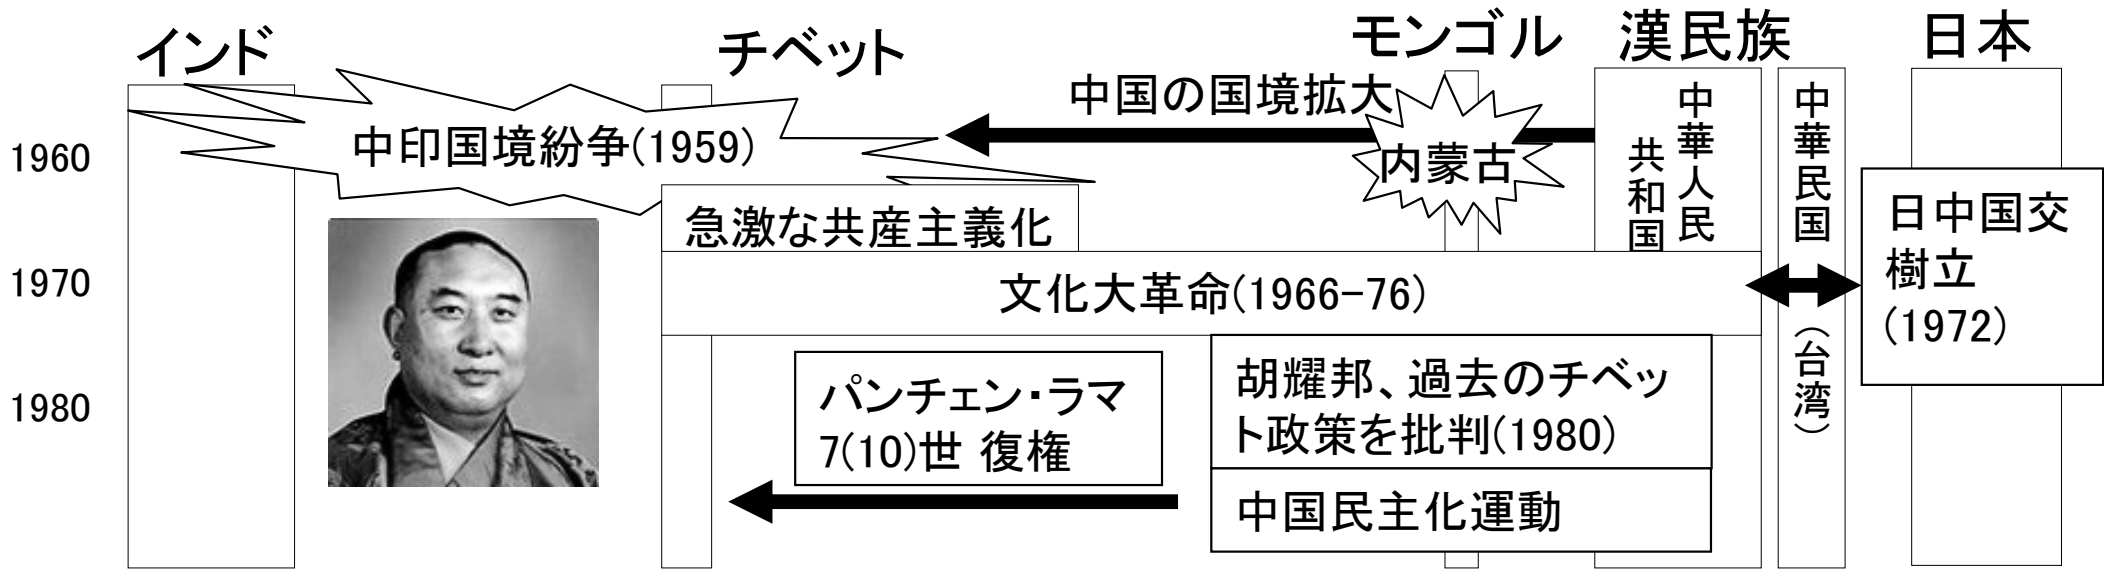 インド
チベット
モンゴル
漢民族
日本
中国の国境拡大
中印国境紛争(1959)
内蒙古
中華人民
共和国
中華民国
(台湾)
1960
1970
1980
急激な共産主義化
文化大革命(1966-76)
日中国交
樹立
(1972)
パンチェン・ラマ
7(10)世 復権
胡耀邦、過去のチベッ
ト政策を批判(1980)
中国民主化運動